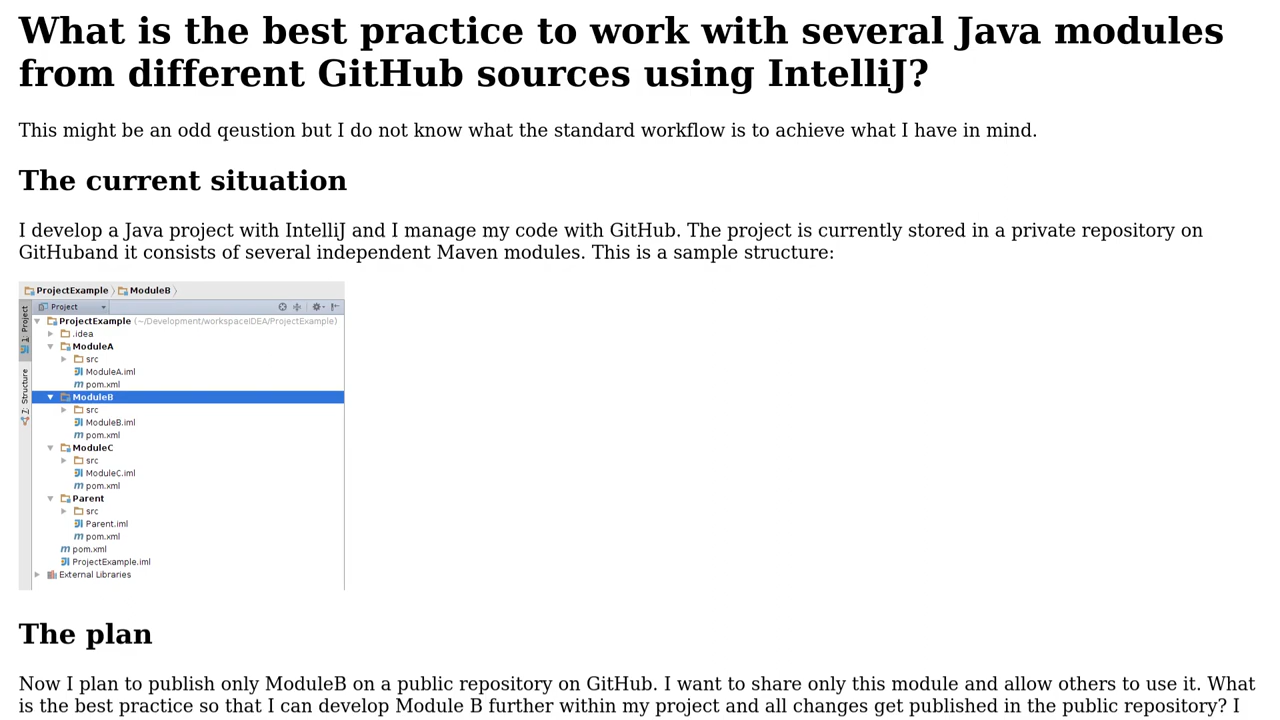 What is the best practice to work with several Java modules
from different GitHub sources using IntelliJ?
This might be an odd qeustion but I do not know what the standard workflow is to achieve what I have in mind.
The current situation
I develop a Java project with IntelliJ and I manage my code with GitHub. The project is currently stored in a private repository on
GitHuband it consists of several independent Maven modules. This is a sample structure:
ProjectExample ModuleB
1: Project
7: Structure
Project
ProjectExample (~/Development/workspaceIDEA/ProjectExample)
.idea
ModuleA
src
ModuleA.iml
pom.xml
ModuleB
src
ModuleB.iml
pom.xml
ModuleC
src
ModuleC.iml
pom.xml
Parent
src
Parent.iml
pom.xml
pom.xml
ProjectExample.iml
External Libraries
The plan
Now I plan to publish only ModuleB on a public repository on GitHub. I want to share only this module and allow others to use it. What
is the best practice so that I can develop Module B further within my project and all changes get published in the public repository? I